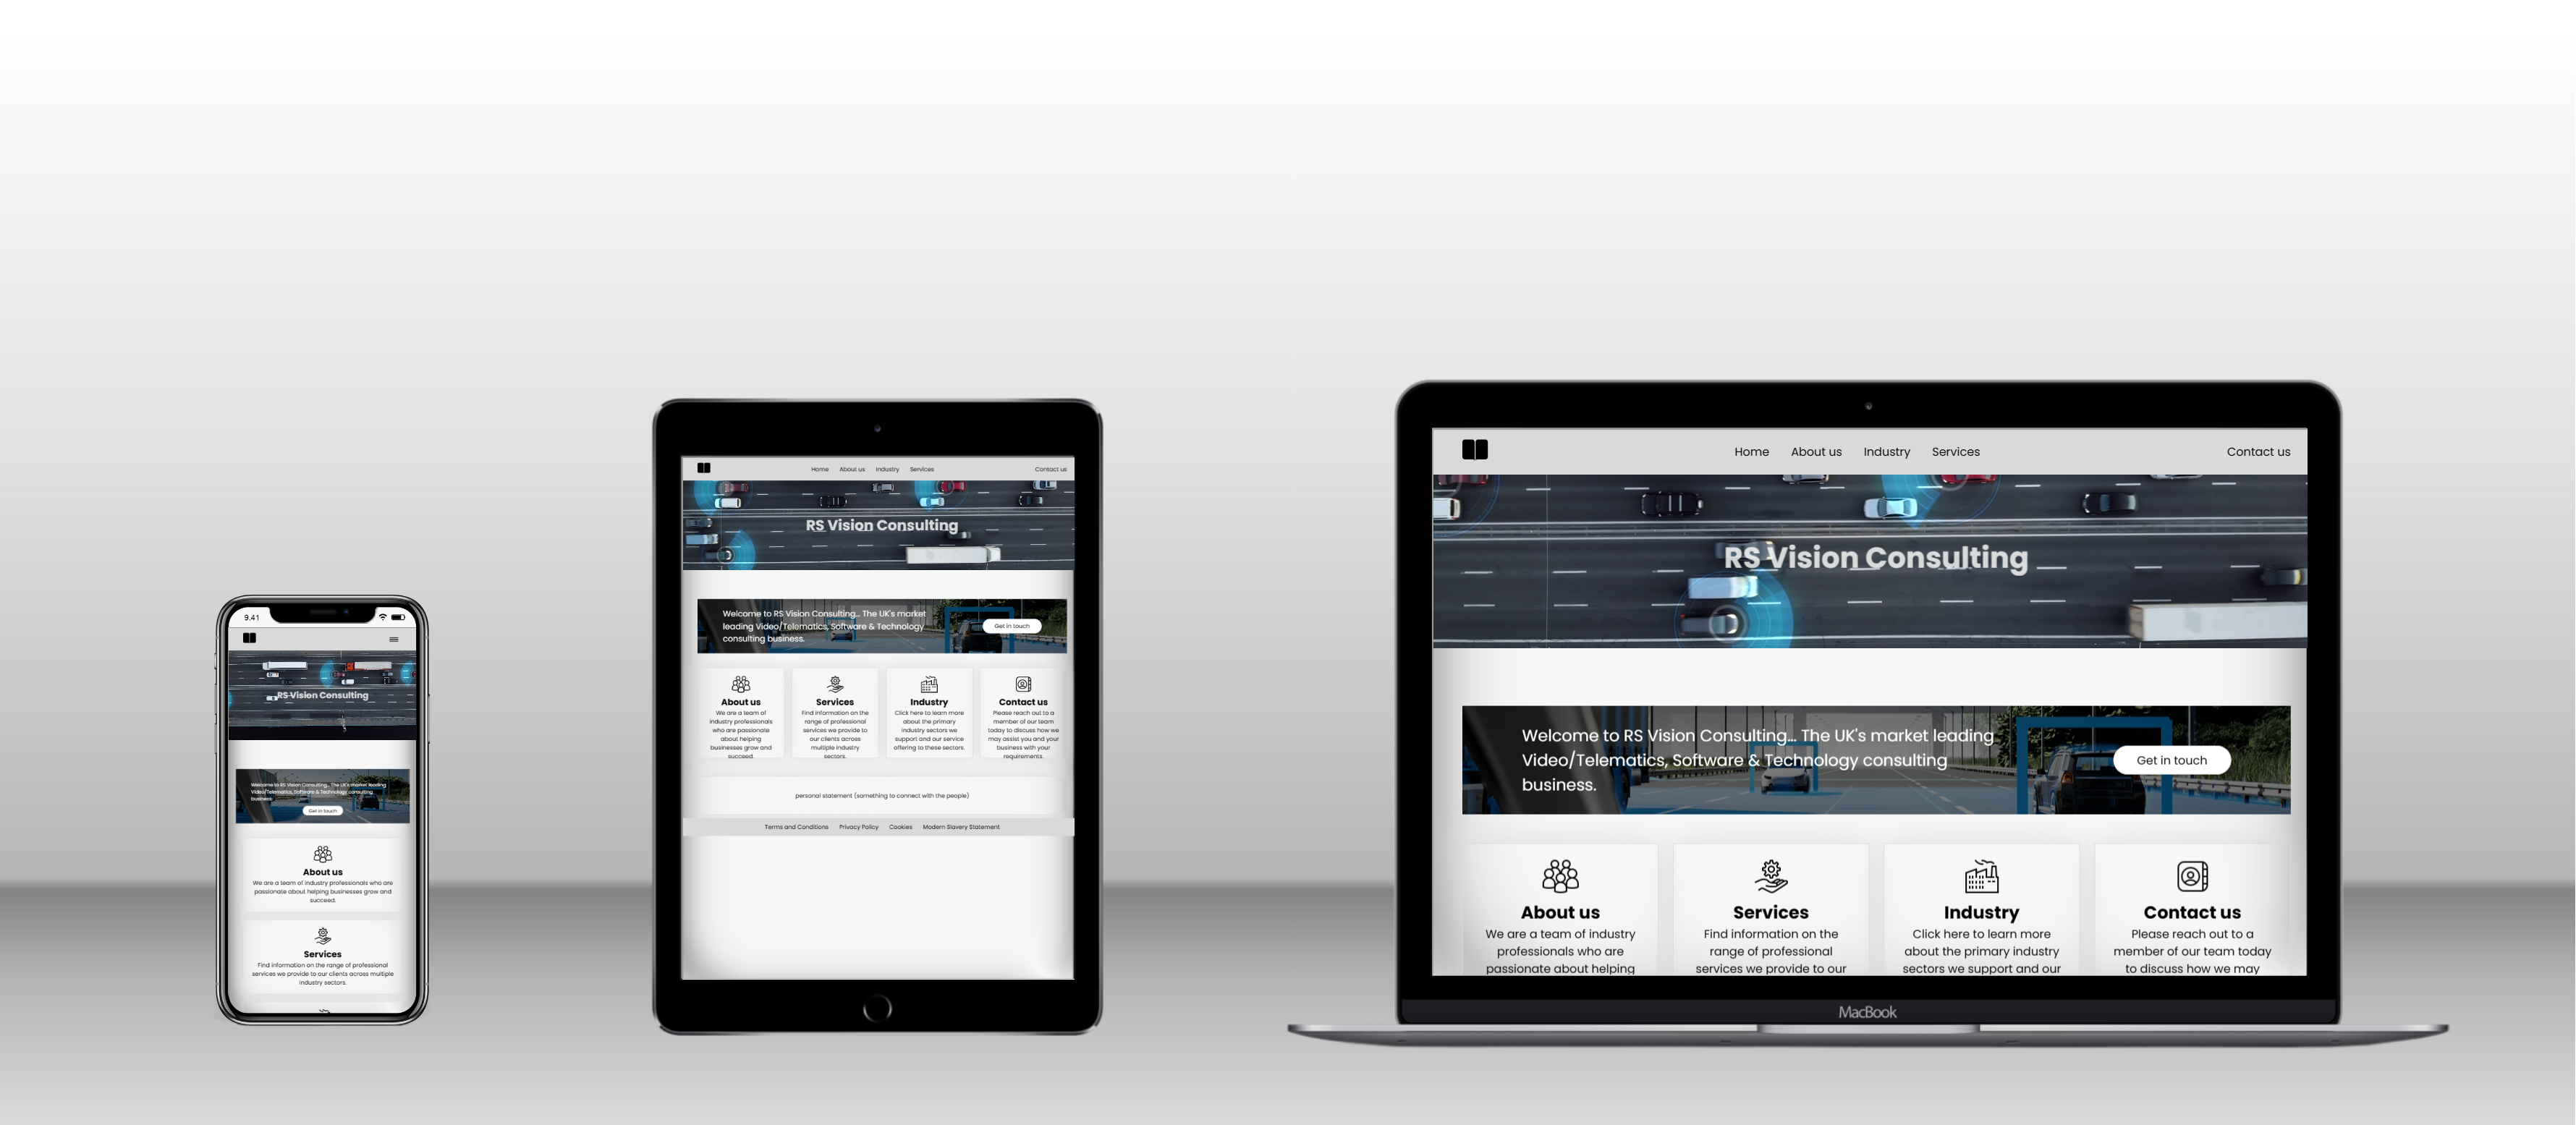 9.41
RS Vision Consulting
Welcome to RS Vision Consulting... The UK's market leading
Video/Telematics, Software & Technology consulting
business.
Get in touch
About us
We are a team of industry professionals who are
passionate about helping businesses grow and
succeed.
Services
Find information on the range of professional
services we provide to our clients across multiple
industry sectors.
Home About us Industry Services Contact us
RS Vision Consulting
Welcome to RS Vision Consulting... The UK's market
leading Video/Telematics, Software & Technology
consulting business.
Get in touch
About us
We are a team of
industry professionals
who are passionate
about helping
businesses grow and
succeed.
Services
Find information on the
range of professional
services we provide to
our clients across
multiple industry
sectors.
Industry
Click here to learn more
about the primary
industry sectors we
support and our service
offering to these sectors.
Contact us
Please reach out to a
member of our team
today to discuss how we
may assist you and your
business with your
requirements.
personal statement (something to connect with the people)
Terms and Conditions Privacy Policy Cookies Modern Slavery Statement
Home About us Industry Services Contact us
RS Vision Consulting
Welcome to RS Vision Consulting... The UK's market leading
Video/Telematics, Software & Technology consulting
business.
Get in touch
About us
We are a team of industry
professionals who are
passionate about helping
Services
Find information on the
range of professional
services we provide to our
Industry
Click here to learn more
about the primary industry
sectors we support and our
Contact us
Please reach out to a
member of our team today
to discuss how we may
MacBook